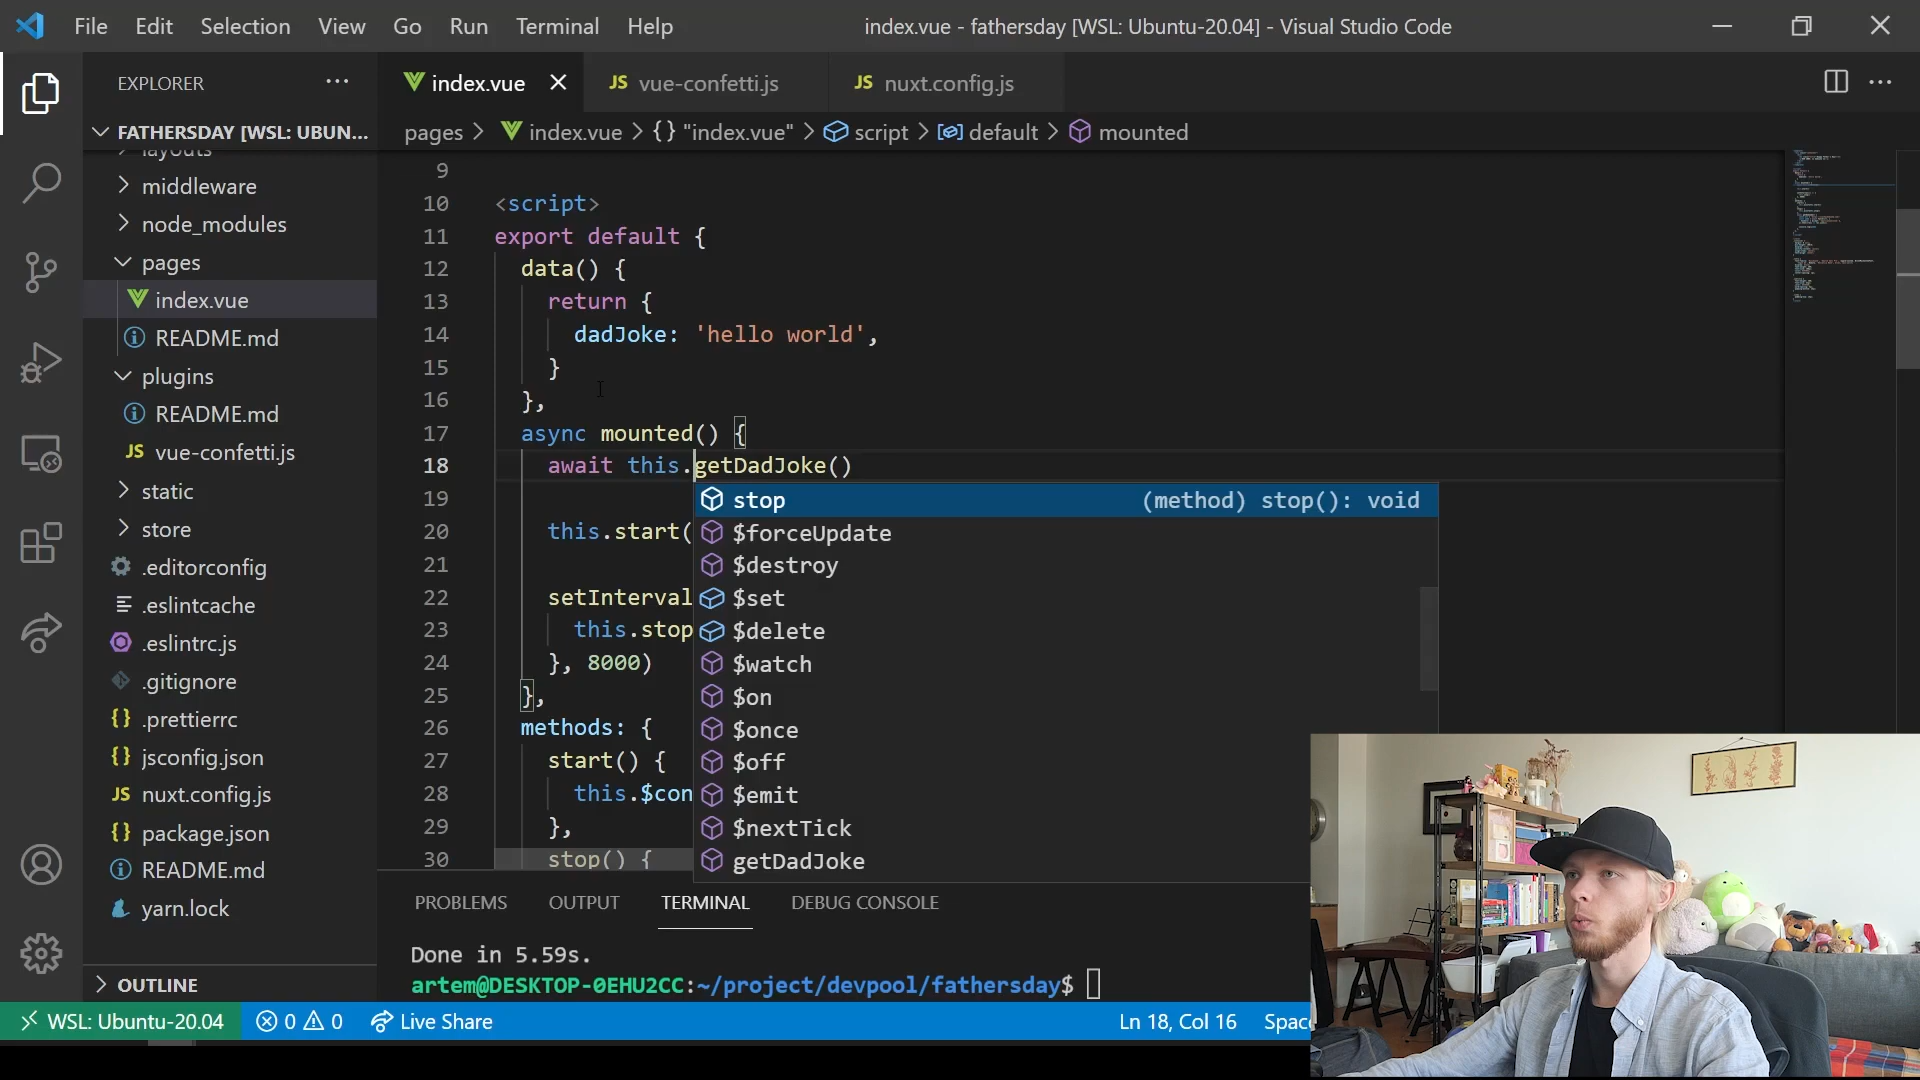 File Edit Selection View Go Run Terminal Help
index.vue - fathersday [WSL: Ubuntu-20.04] - Visual Studio Code
EXPLORER
FATHERSDAY [WSL: UBUN...
layouts
middleware
node_modules
pages
index.vue
README.md
plugins
README.md
JS vue-confetti.js
static
store
.editorconfig
.eslintcache
.eslintrc.js
.gitignore
{} .prettierrc
{} jsconfig.json
JS nuxt.config.js
{} package.json
README.md
yarn.lock
OUTLINE
index.vue
JS vue-confetti.js
JS nuxt.config.js
pages > index.vue > {} "index.vue" > script > default > mounted
9
10 <script>
11 export default {
12 data() {
13 return {
14 dadJoke: 'hello world',
15 }
16 },
17 async mounted() {
18 await this.getDadJoke()
19
20 this.start(
21
22 setInterval
23 this.stop
24 }, 8000)
25 },
26 methods: {
27 start() {
28 this.$con
29 },
30 stop() {
stop (method) stop(): void
$forceUpdate
$destroy
$set
$delete
$watch
$on
$once
$off
$emit
$nextTick
getDadJoke
PROBLEMS OUTPUT TERMINAL DEBUG CONSOLE
Done in 5.59s.
artem@DESKTOP-0EHU2CC:~/project/devpool/fathersday$
WSL: Ubuntu-20.04 0 0 Live Share Ln 18, Col 16 Space